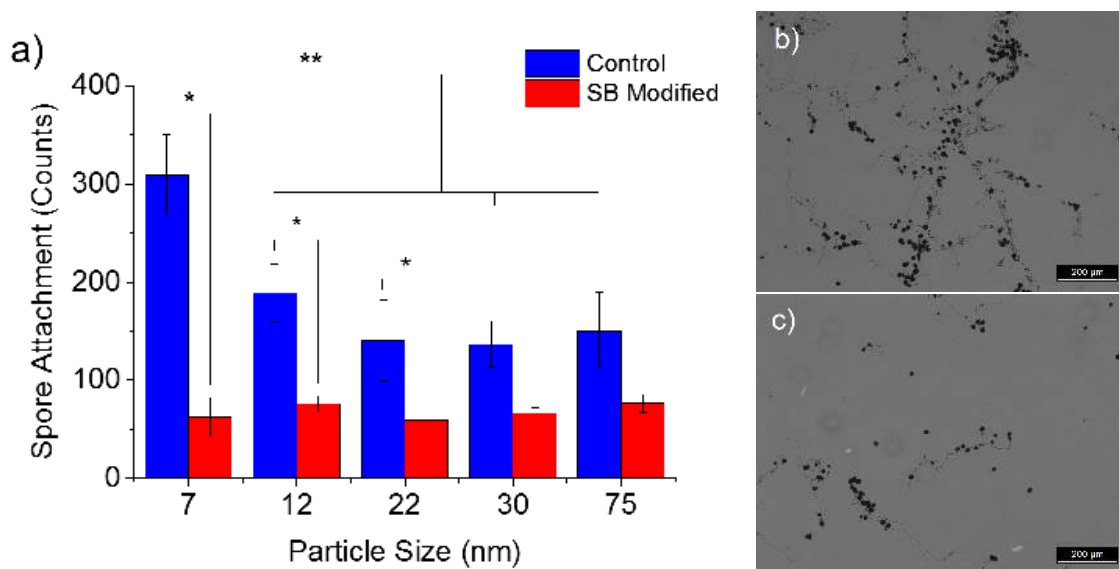 a)
**
Control
SB Modified
400
300
200
100
0
*
*
*
Spore Attachment (Counts)
7
12
22
30
75
Particle Size (nm)
b)
200 µm
c)
200 µm